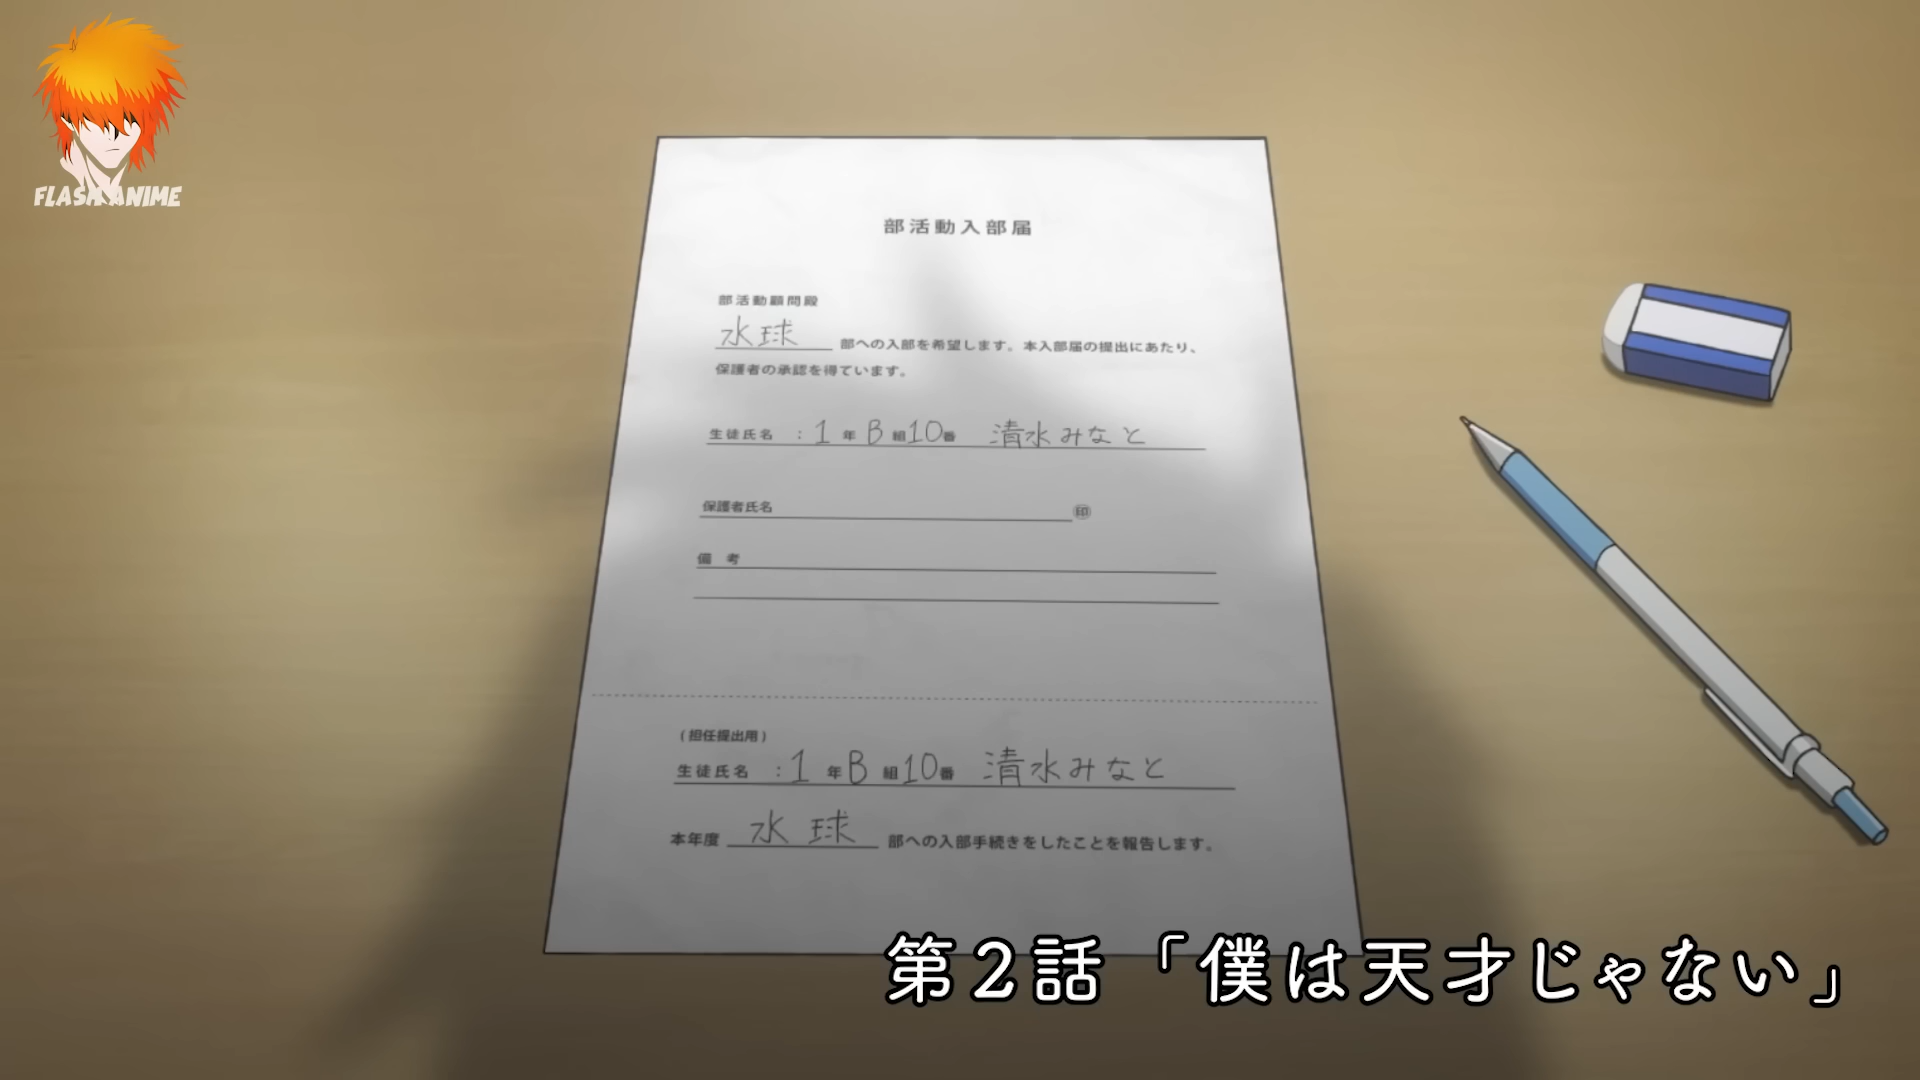 FLASH ANIME
部活動入部届
部活動顧問殿
水球 部への入部を希望します。本入部届の提出にあたり、
保護者の承認を得ています。
生徒氏名 : 1 年 B 組 10 番 清水みなと
保護者氏名 ㊞
備 考
(担任提出用)
生徒氏名 : 1 年 B 組 10 番 清水みなと
本年度 水球 部への入部手続きをしたことを報告します。
第2話「僕は天才じゃない」